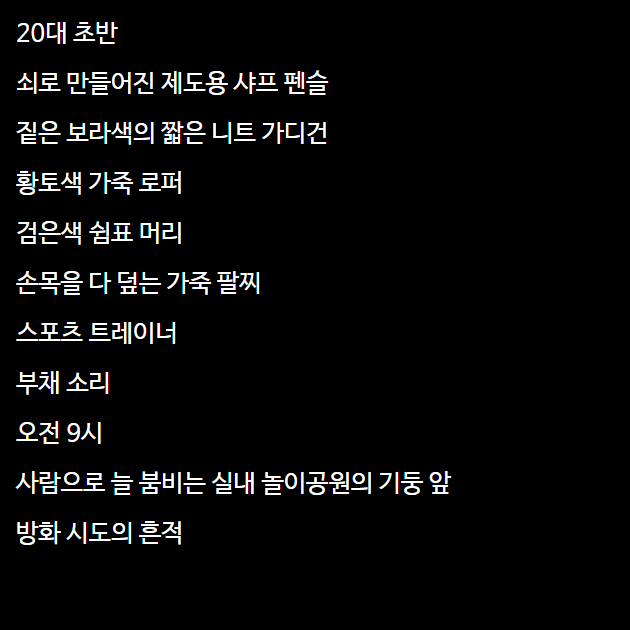 20대 초반
쇠로 만들어진 제도용 샤프 펜슬
짙은 보라색의 짧은 니트 가디건
황토색 가죽 로퍼
검은색 쉼표 머리
손목을 다 덮는 가죽 팔찌
스포츠 트레이너
부채 소리
오전 9시
사람으로 늘 붐비는 실내 놀이공원의 기둥 앞
방화 시도의 흔적